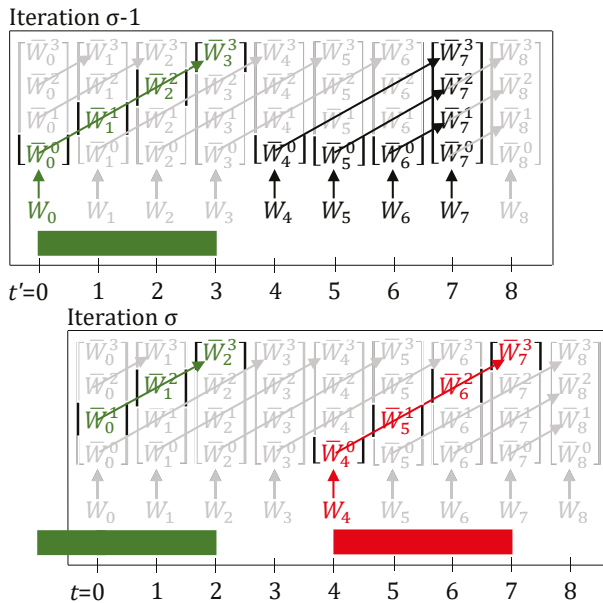 Iteration σ-1
W̅₀³ W̅₁³ W̅₂³ W̅₃³ W̅₄³ W̅₅³ W̅₆³ W̅₇³ W̅₈³
W̅₀² W̅₁² W̅₂² W̅₃² W̅₄² W̅₅² W̅₆² W̅₇² W̅₈²
W̅₀¹ W̅₁¹ W̅₂¹ W̅₃¹ W̅₄¹ W̅₅¹ W̅₆¹ W̅₇¹ W̅₈¹
W̅₀⁰ W̅₁⁰ W̅₂⁰ W̅₃⁰ W̅₄⁰ W̅₅⁰ W̅₆⁰ W̅₇⁰ W̅₈⁰
W₀ W₁ W₂ W₃ W₄ W₅ W₆ W₇ W₈
t'=0 1 2 3 4 5 6 7 8
Iteration σ
W̅₀³ W̅₁³ W̅₂³ W̅₃³ W̅₄³ W̅₅³ W̅₆³ W̅₇³ W̅₈³
W̅₀² W̅₁² W̅₂² W̅₃² W̅₄² W̅₅² W̅₆² W̅₇² W̅₈²
W̅₀¹ W̅₁¹ W̅₂¹ W̅₃¹ W̅₄¹ W̅₅¹ W̅₆¹ W̅₇¹ W̅₈¹
W̅₀⁰ W̅₁⁰ W̅₂⁰ W̅₃⁰ W̅₄⁰ W̅₅⁰ W̅₆⁰ W̅₇⁰ W̅₈⁰
W₀ W₁ W₂ W₃ W₄ W₅ W₆ W₇ W₈
t=0 1 2 3 4 5 6 7 8